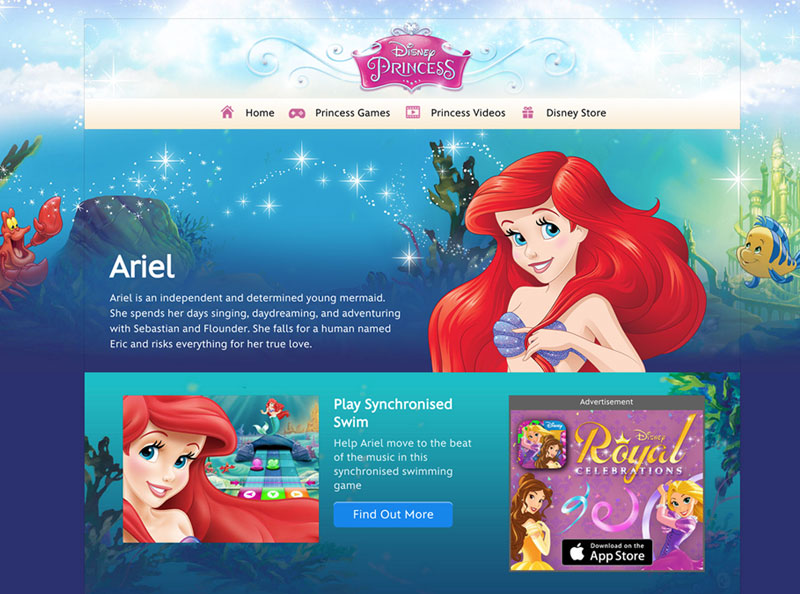 Disney
PRINCESS
Home
Princess Games
Princess Videos
Disney Store
Ariel
Ariel is an independent and determined young mermaid.
She spends her days singing, daydreaming, and adventuring
with Sebastian and Flounder. She falls for a human named
Eric and risks everything for her true love.
Play Synchronised
Swim
Help Ariel move to the beat
of the music in this
synchronised swimming
game
Find Out More
Advertisement
Disney
Disney
Royal
CELEBRATIONS
Download on the
App Store